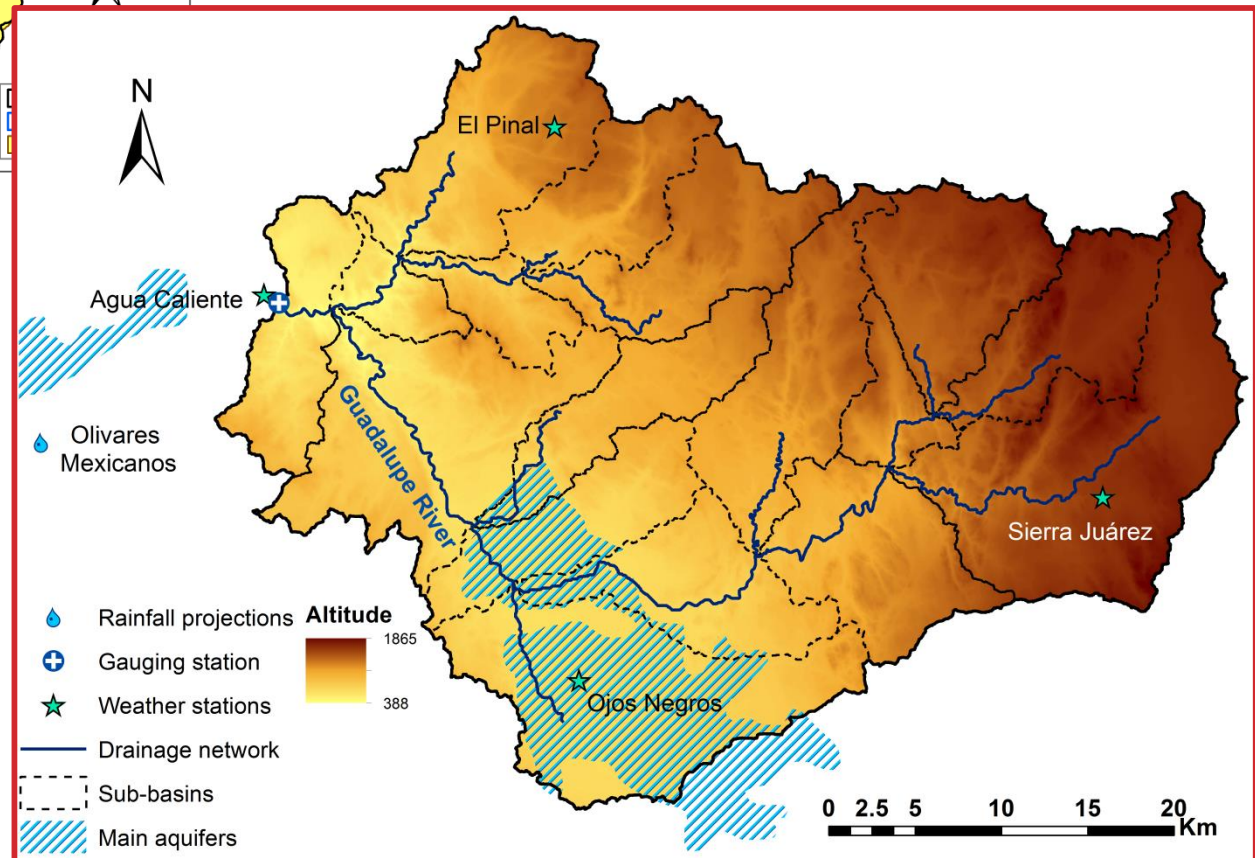 N
El Pinal
Agua Caliente
Olivares
Mexicanos
Guadalupe River
Sierra Juárez
Ojos Negros
Rainfall projections
Gauging station
Weather stations
Drainage network
Sub-basins
Main aquifers
Altitude
1865
388
0 2.5 5 10 15 20
Km